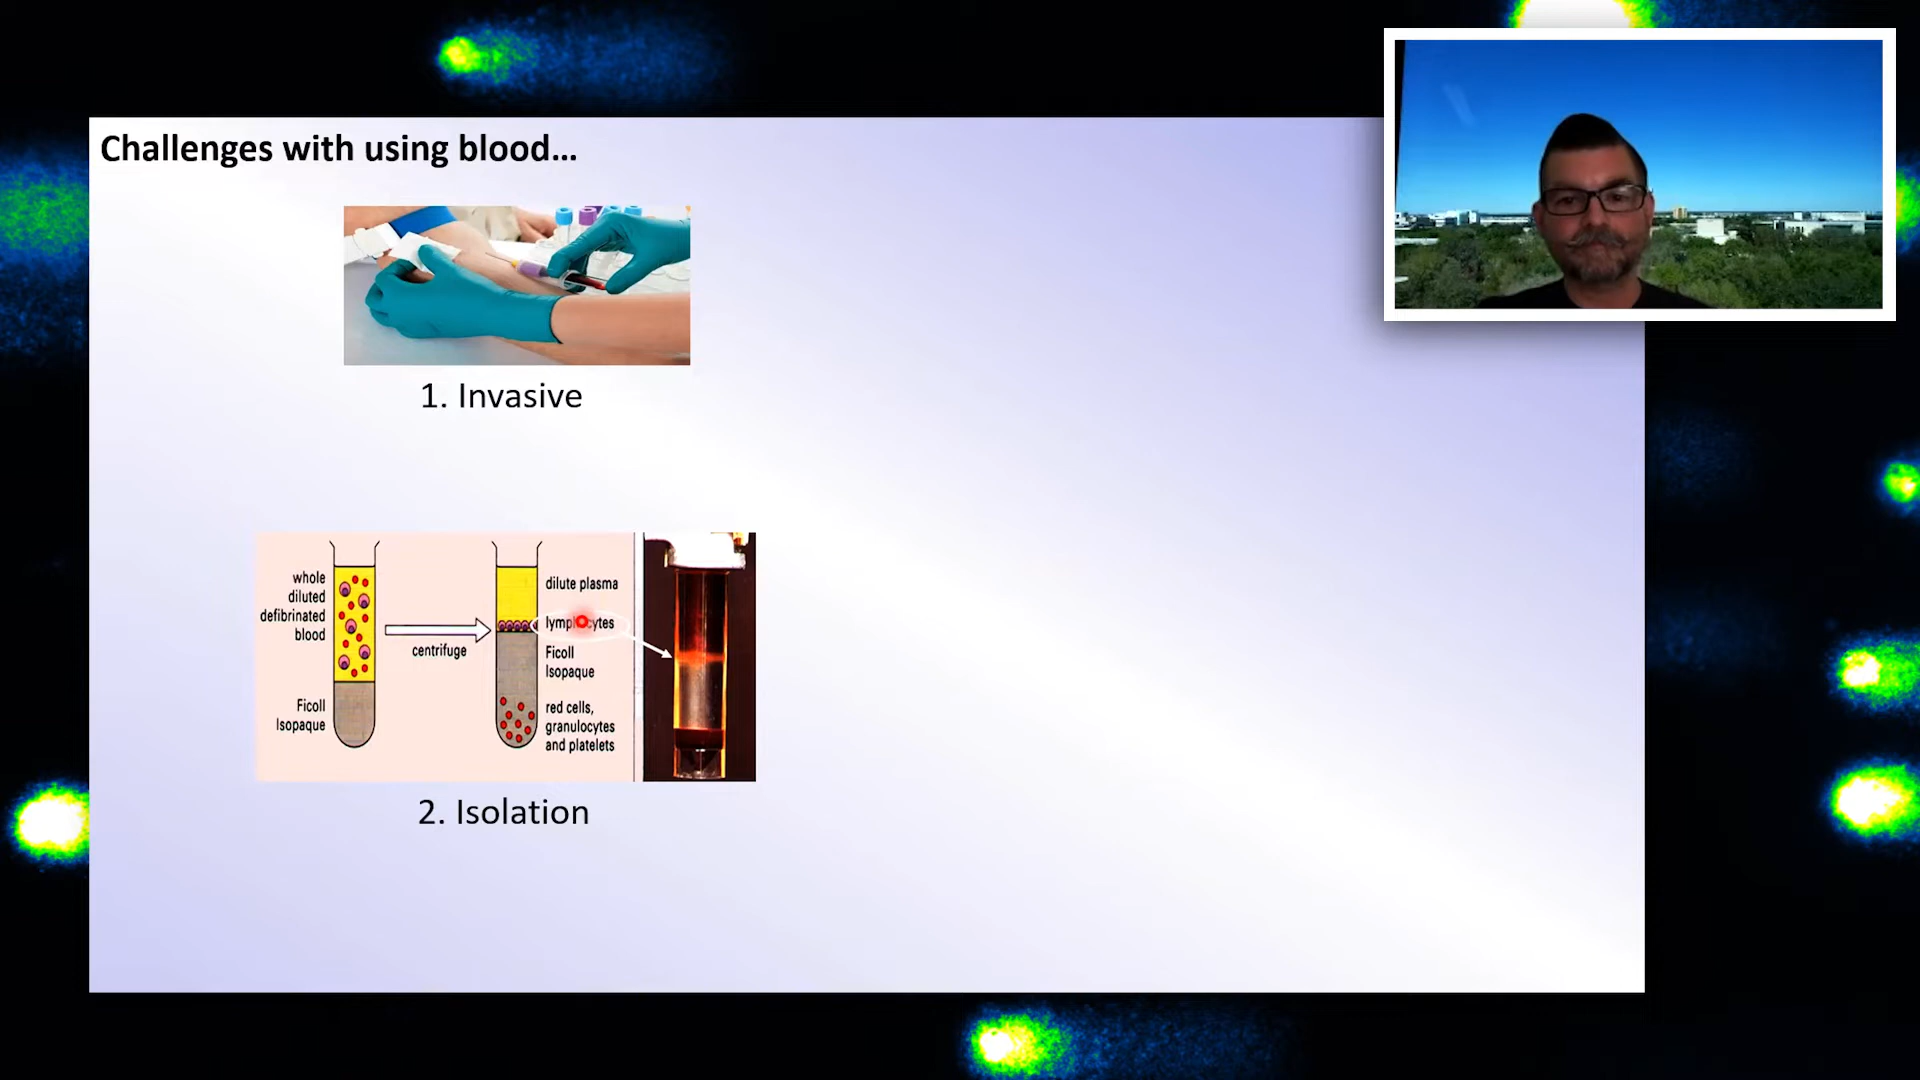 Challenges with using blood...
1. Invasive
whole
diluted
defibrinated
blood
Ficoll
Isopaque
centrifuge
dilute plasma
lymphocytes
Ficoll
Isopaque
red cells,
granulocytes
and platelets
2. Isolation